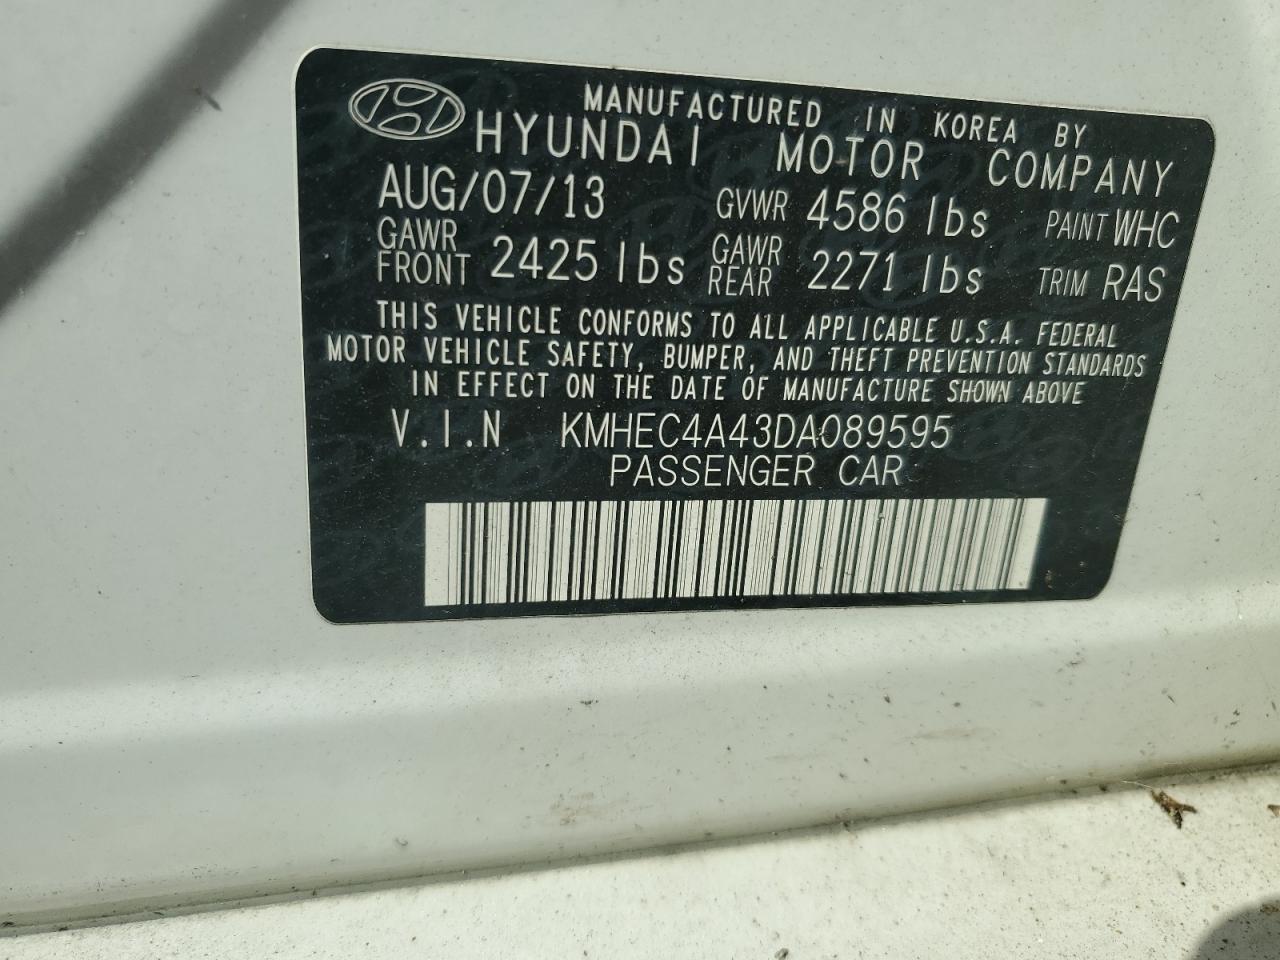 MANUFACTURED IN KOREA BY
HYUNDAI MOTOR COMPANY
AUG/07/13 GVWR 4586 lbs PAINT WHC
GAWR FRONT 2425 lbs GAWR REAR 2271 lbs TRIM RAS
THIS VEHICLE CONFORMS TO ALL APPLICABLE U.S.A. FEDERAL
MOTOR VEHICLE SAFETY, BUMPER, AND THEFT PREVENTION STANDARDS
IN EFFECT ON THE DATE OF MANUFACTURE SHOWN ABOVE
V.I.N KMHEC4A43DA089595
PASSENGER CAR